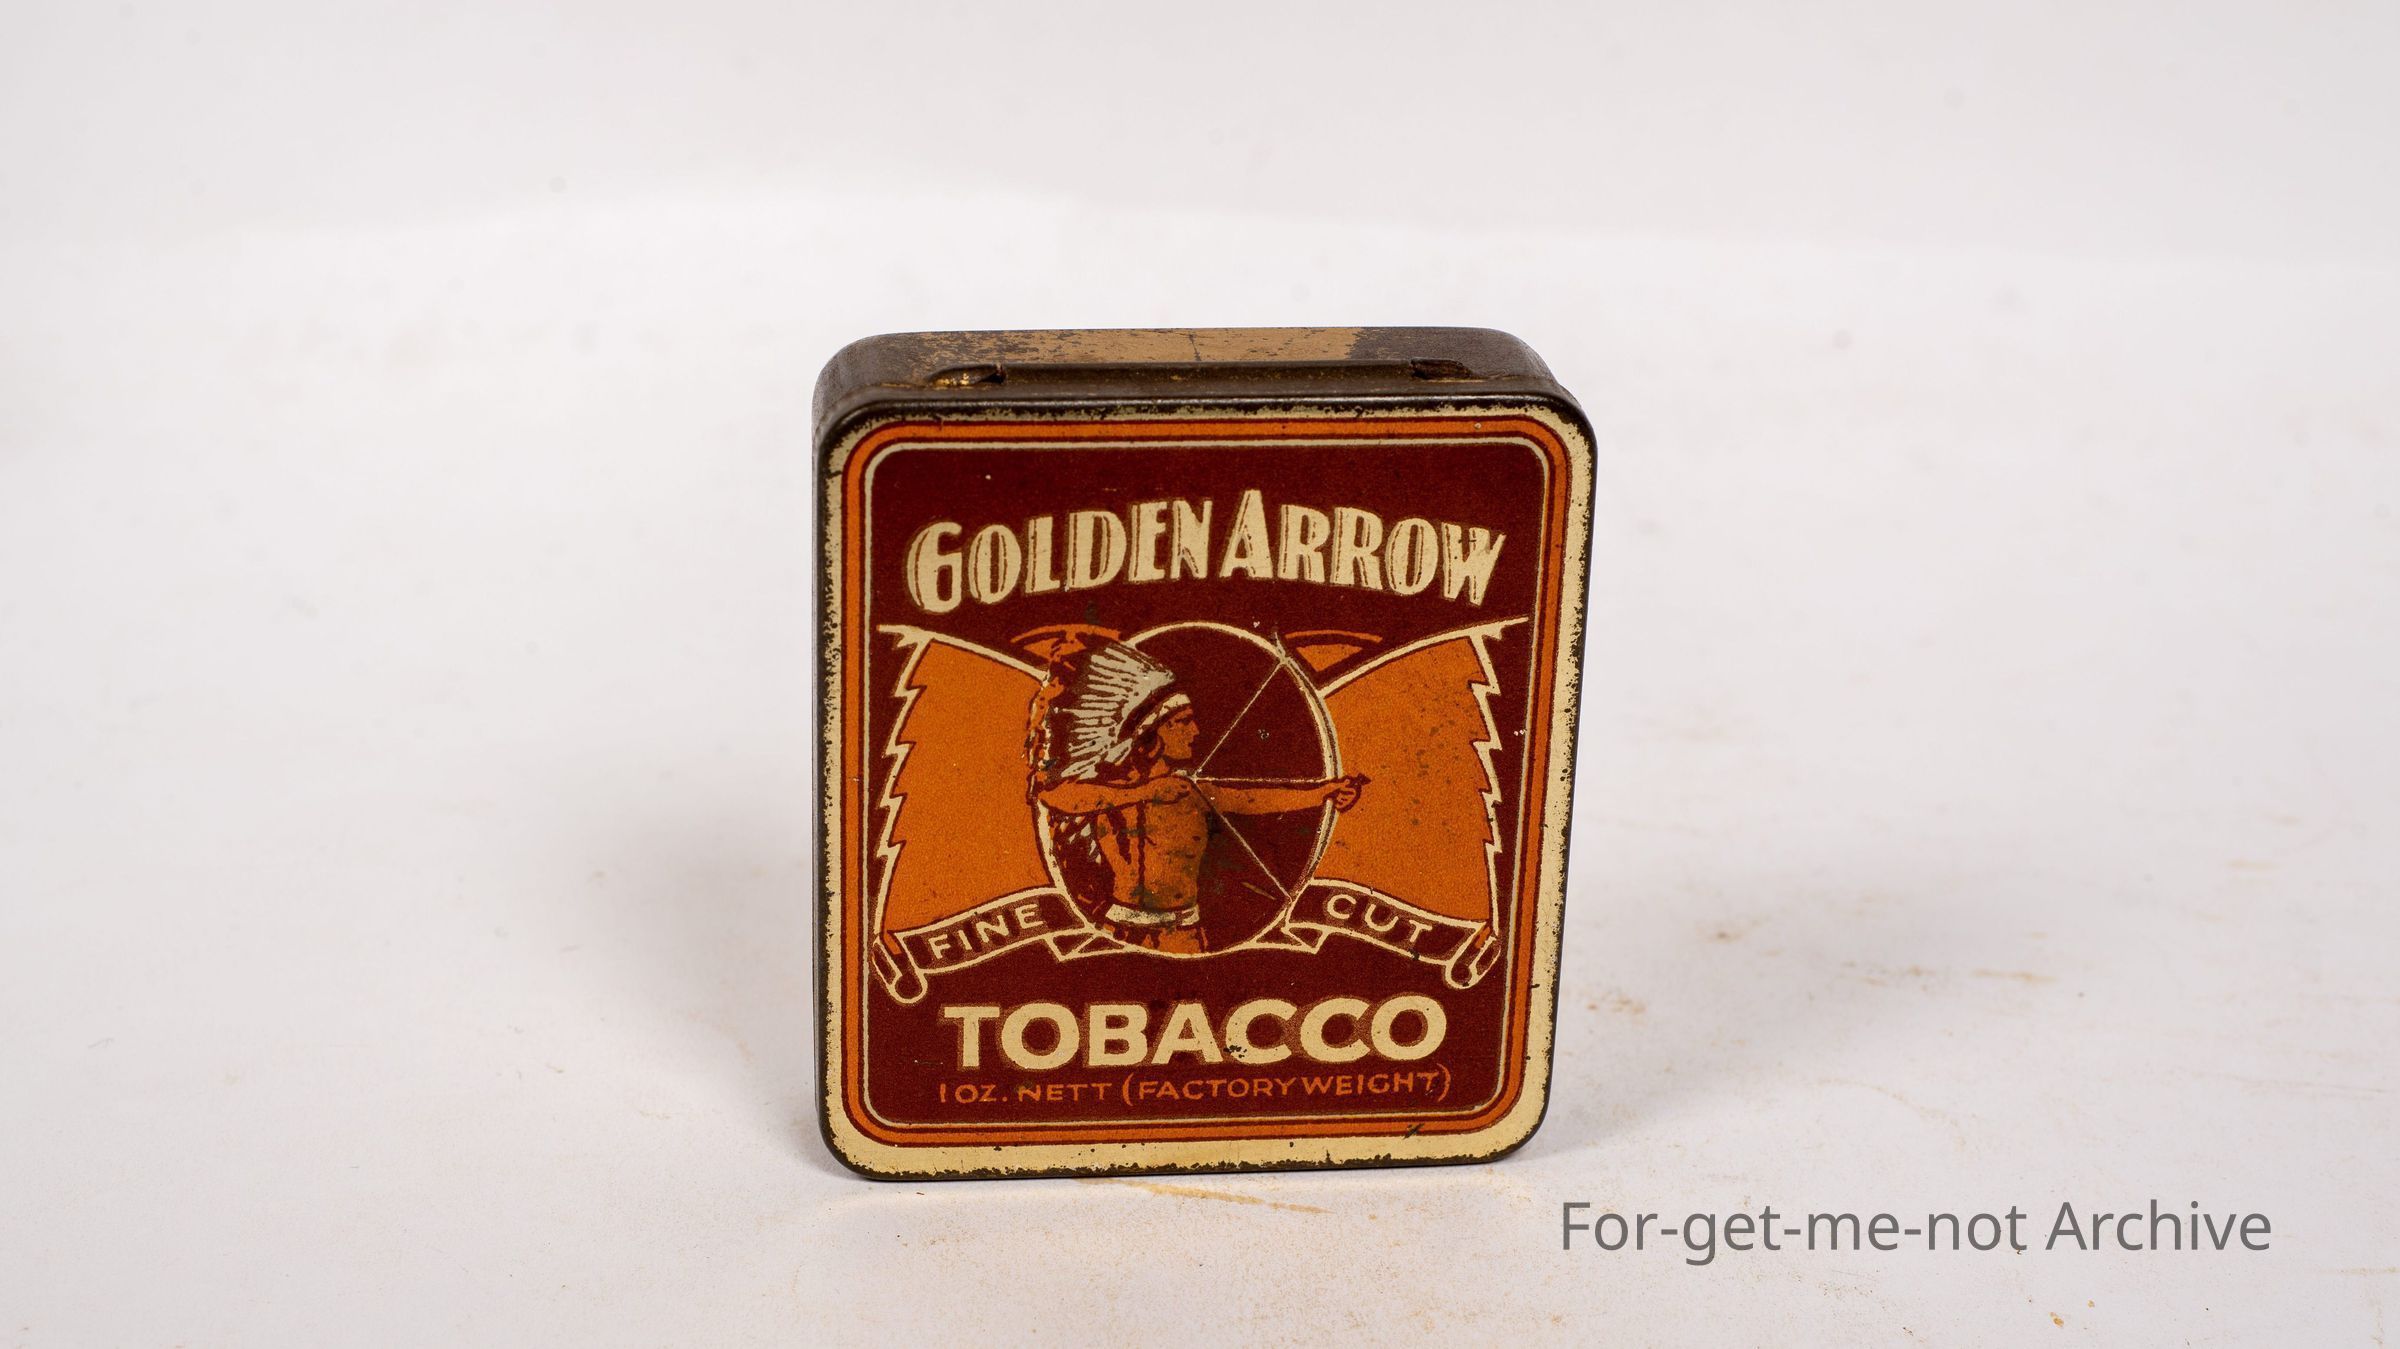 GOLDEN ARROW
FINE CUT
TOBACCO
1 OZ. NETT (FACTORY WEIGHT)
For-get-me-not Archive